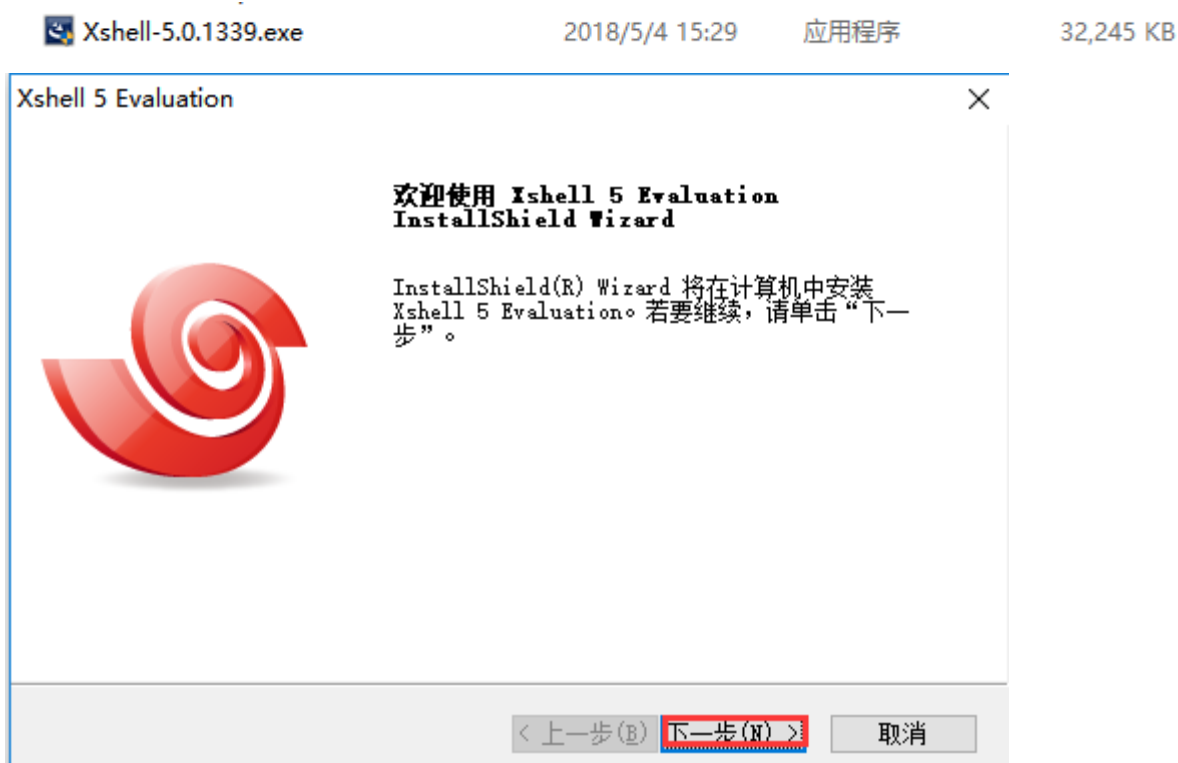 Xshell-5.0.1339.exe 2018/5/4 15:29 应用程序 32,245 KB
Xshell 5 Evaluation
欢迎使用 Xshell 5 Evaluation
InstallShield Wizard
InstallShield(R) Wizard 将在计算机中安装
Xshell 5 Evaluation。若要继续，请单击“下一
步”。
< 上一步(B) 下一步(N) > 取消